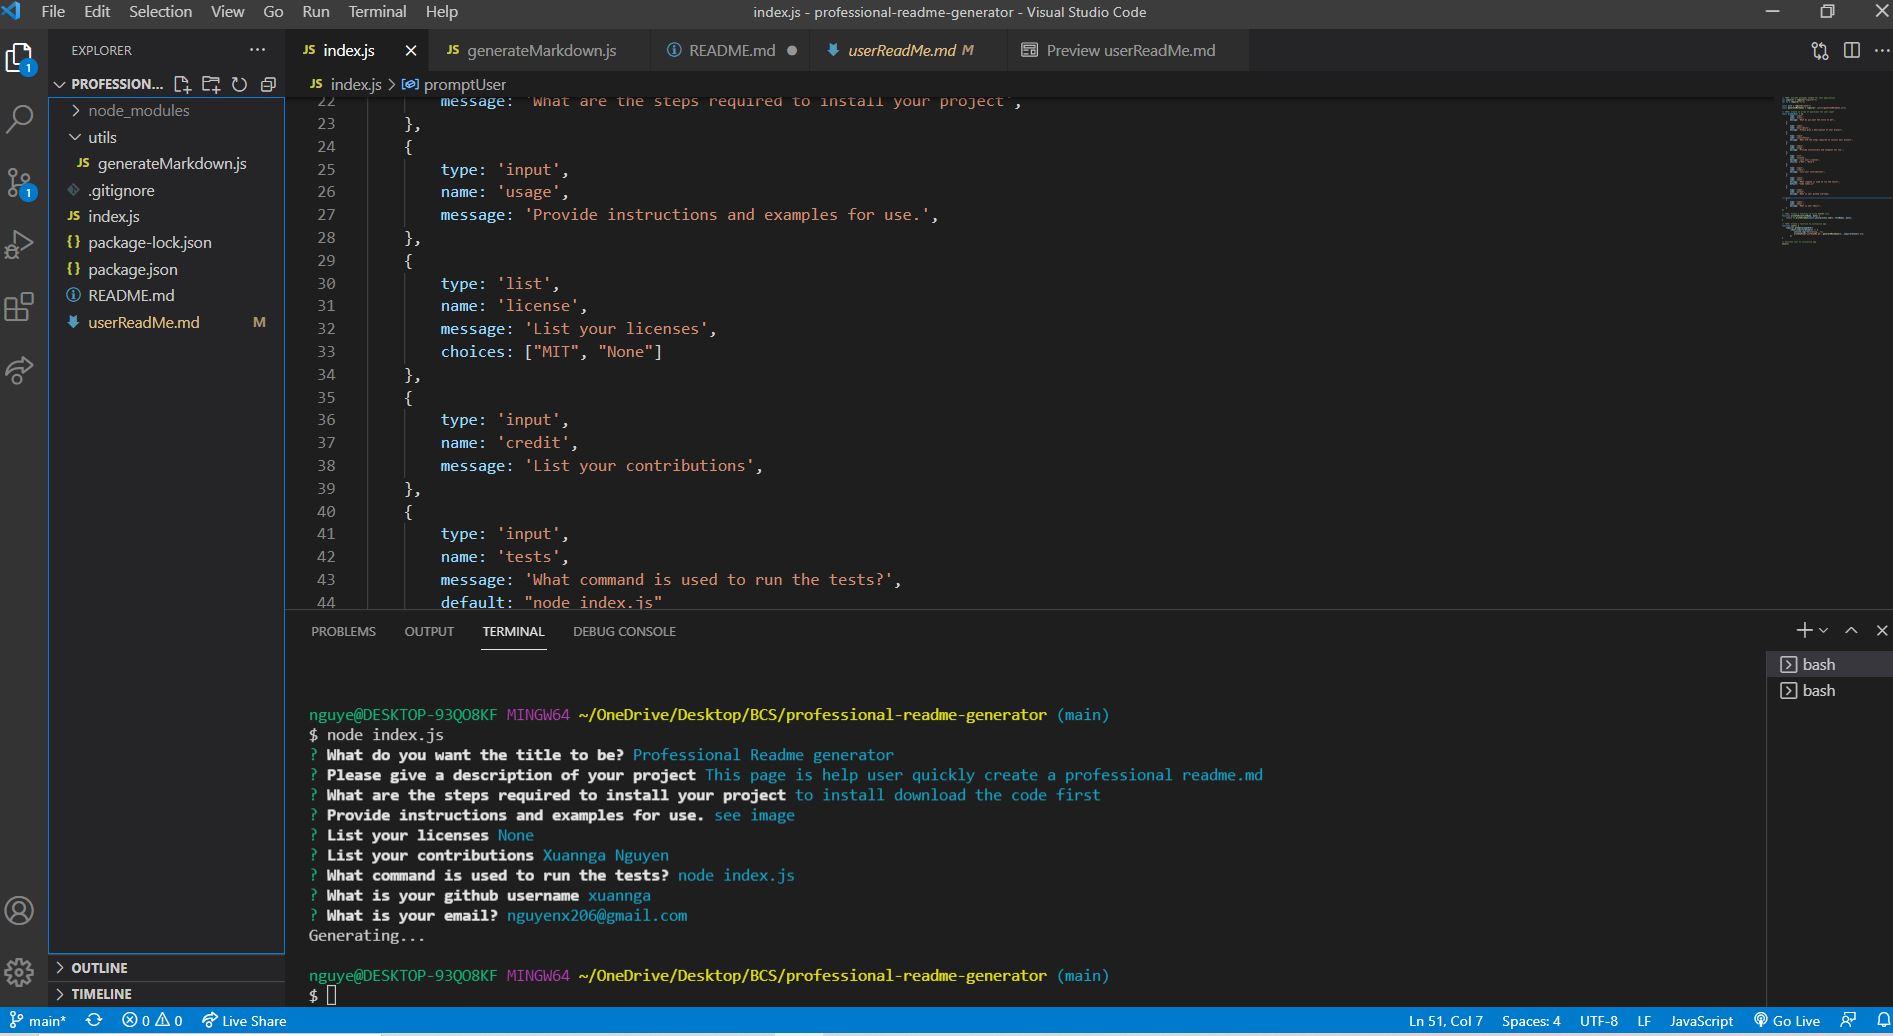 File Edit Selection View Go Run Terminal Help
index.js - professional-readme-generator - Visual Studio Code
EXPLORER
PROFESSION...
node_modules
utils
JS generateMarkdown.js
.gitignore
JS index.js
{} package-lock.json
{} package.json
README.md
userReadMe.md M
OUTLINE
TIMELINE
1
1
JS index.js
JS generateMarkdown.js
README.md
userReadMe.md M
Preview userReadMe.md
JS index.js > promptUser
22 message: 'What are the steps required to install your project',
23 },
24 {
25 type: 'input',
26 name: 'usage',
27 message: 'Provide instructions and examples for use.',
28 },
29 {
30 type: 'list',
31 name: 'license',
32 message: 'List your licenses',
33 choices: ["MIT", "None"]
34 },
35 {
36 type: 'input',
37 name: 'credit',
38 message: 'List your contributions',
39 },
40 {
41 type: 'input',
42 name: 'tests',
43 message: 'What command is used to run the tests?',
44 default: "node index.js"
PROBLEMS OUTPUT TERMINAL DEBUG CONSOLE
bash
bash
nguye@DESKTOP-93QO8KF MINGW64 ~/OneDrive/Desktop/BCS/professional-readme-generator (main)
$ node index.js
? What do you want the title to be? Professional Readme generator
? Please give a description of your project This page is help user quickly create a professional readme.md
? What are the steps required to install your project to install download the code first
? Provide instructions and examples for use. see image
? List your licenses None
? List your contributions Xuannga Nguyen
? What command is used to run the tests? node index.js
? What is your github username xuannga
? What is your email? nguyenx206@gmail.com
Generating...
nguye@DESKTOP-93QO8KF MINGW64 ~/OneDrive/Desktop/BCS/professional-readme-generator (main)
$
main* 0 0 Live Share
Ln 51, Col 7 Spaces: 4 UTF-8 LF JavaScript Go Live